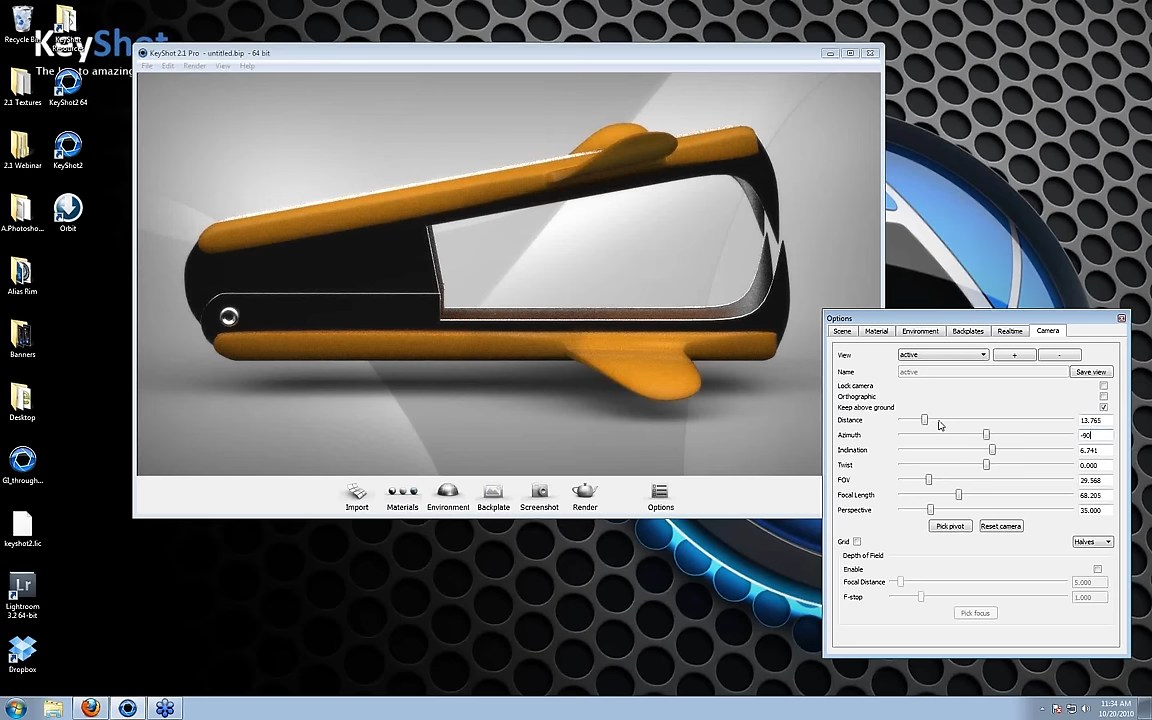 Recycle Bin
KeyShot
Resources
KeyShot
The key to amazing
2.1 Textures
KeyShot2 64
2.1 Webinar
KeyShot2
A.Photosho...
Orbit
Alias Rim
Banners
Desktop
GI_through...
keyshot2.lic
Lr
Lightroom
3.2 64-bit
Dropbox
KeyShot 2.1 Pro - untitled.bip - 64 bit
File Edit Render View Help
Import Materials Environment Backplate Screenshot Render Options
Options
Scene Material Environment Backplates Realtime Camera
View active + -
Name active Save view
Lock camera
Orthographic
Keep above ground
Distance 13.765
Azimuth -90
Inclination 6.741
Twist 0.000
FOV 29.568
Focal Length 68.205
Perspective 35.000
Pick pivot Reset camera
Grid Halves
Depth of Field
Enable
Focal Distance 5.000
F-stop 1.000
Pick focus
11:34 AM
10/20/2010